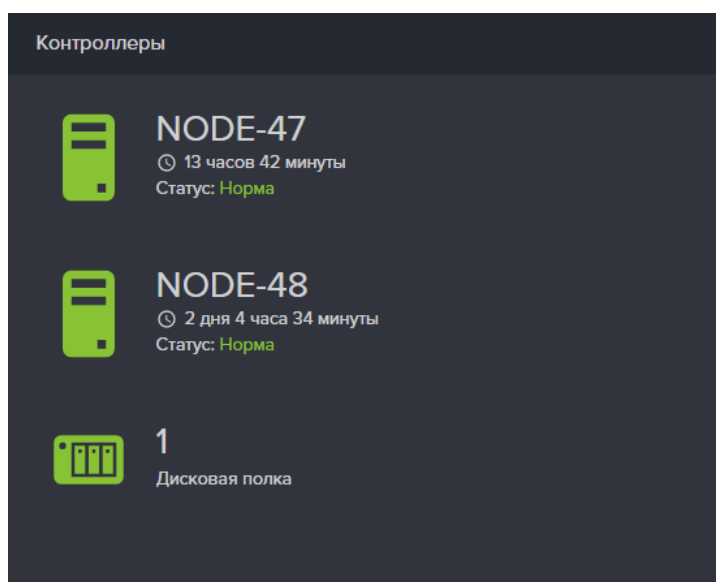 Контроллеры
NODE-47
13 часов 42 минуты
Статус: Норма
NODE-48
2 дня 4 часа 34 минуты
Статус: Норма
1
Дисковая полка